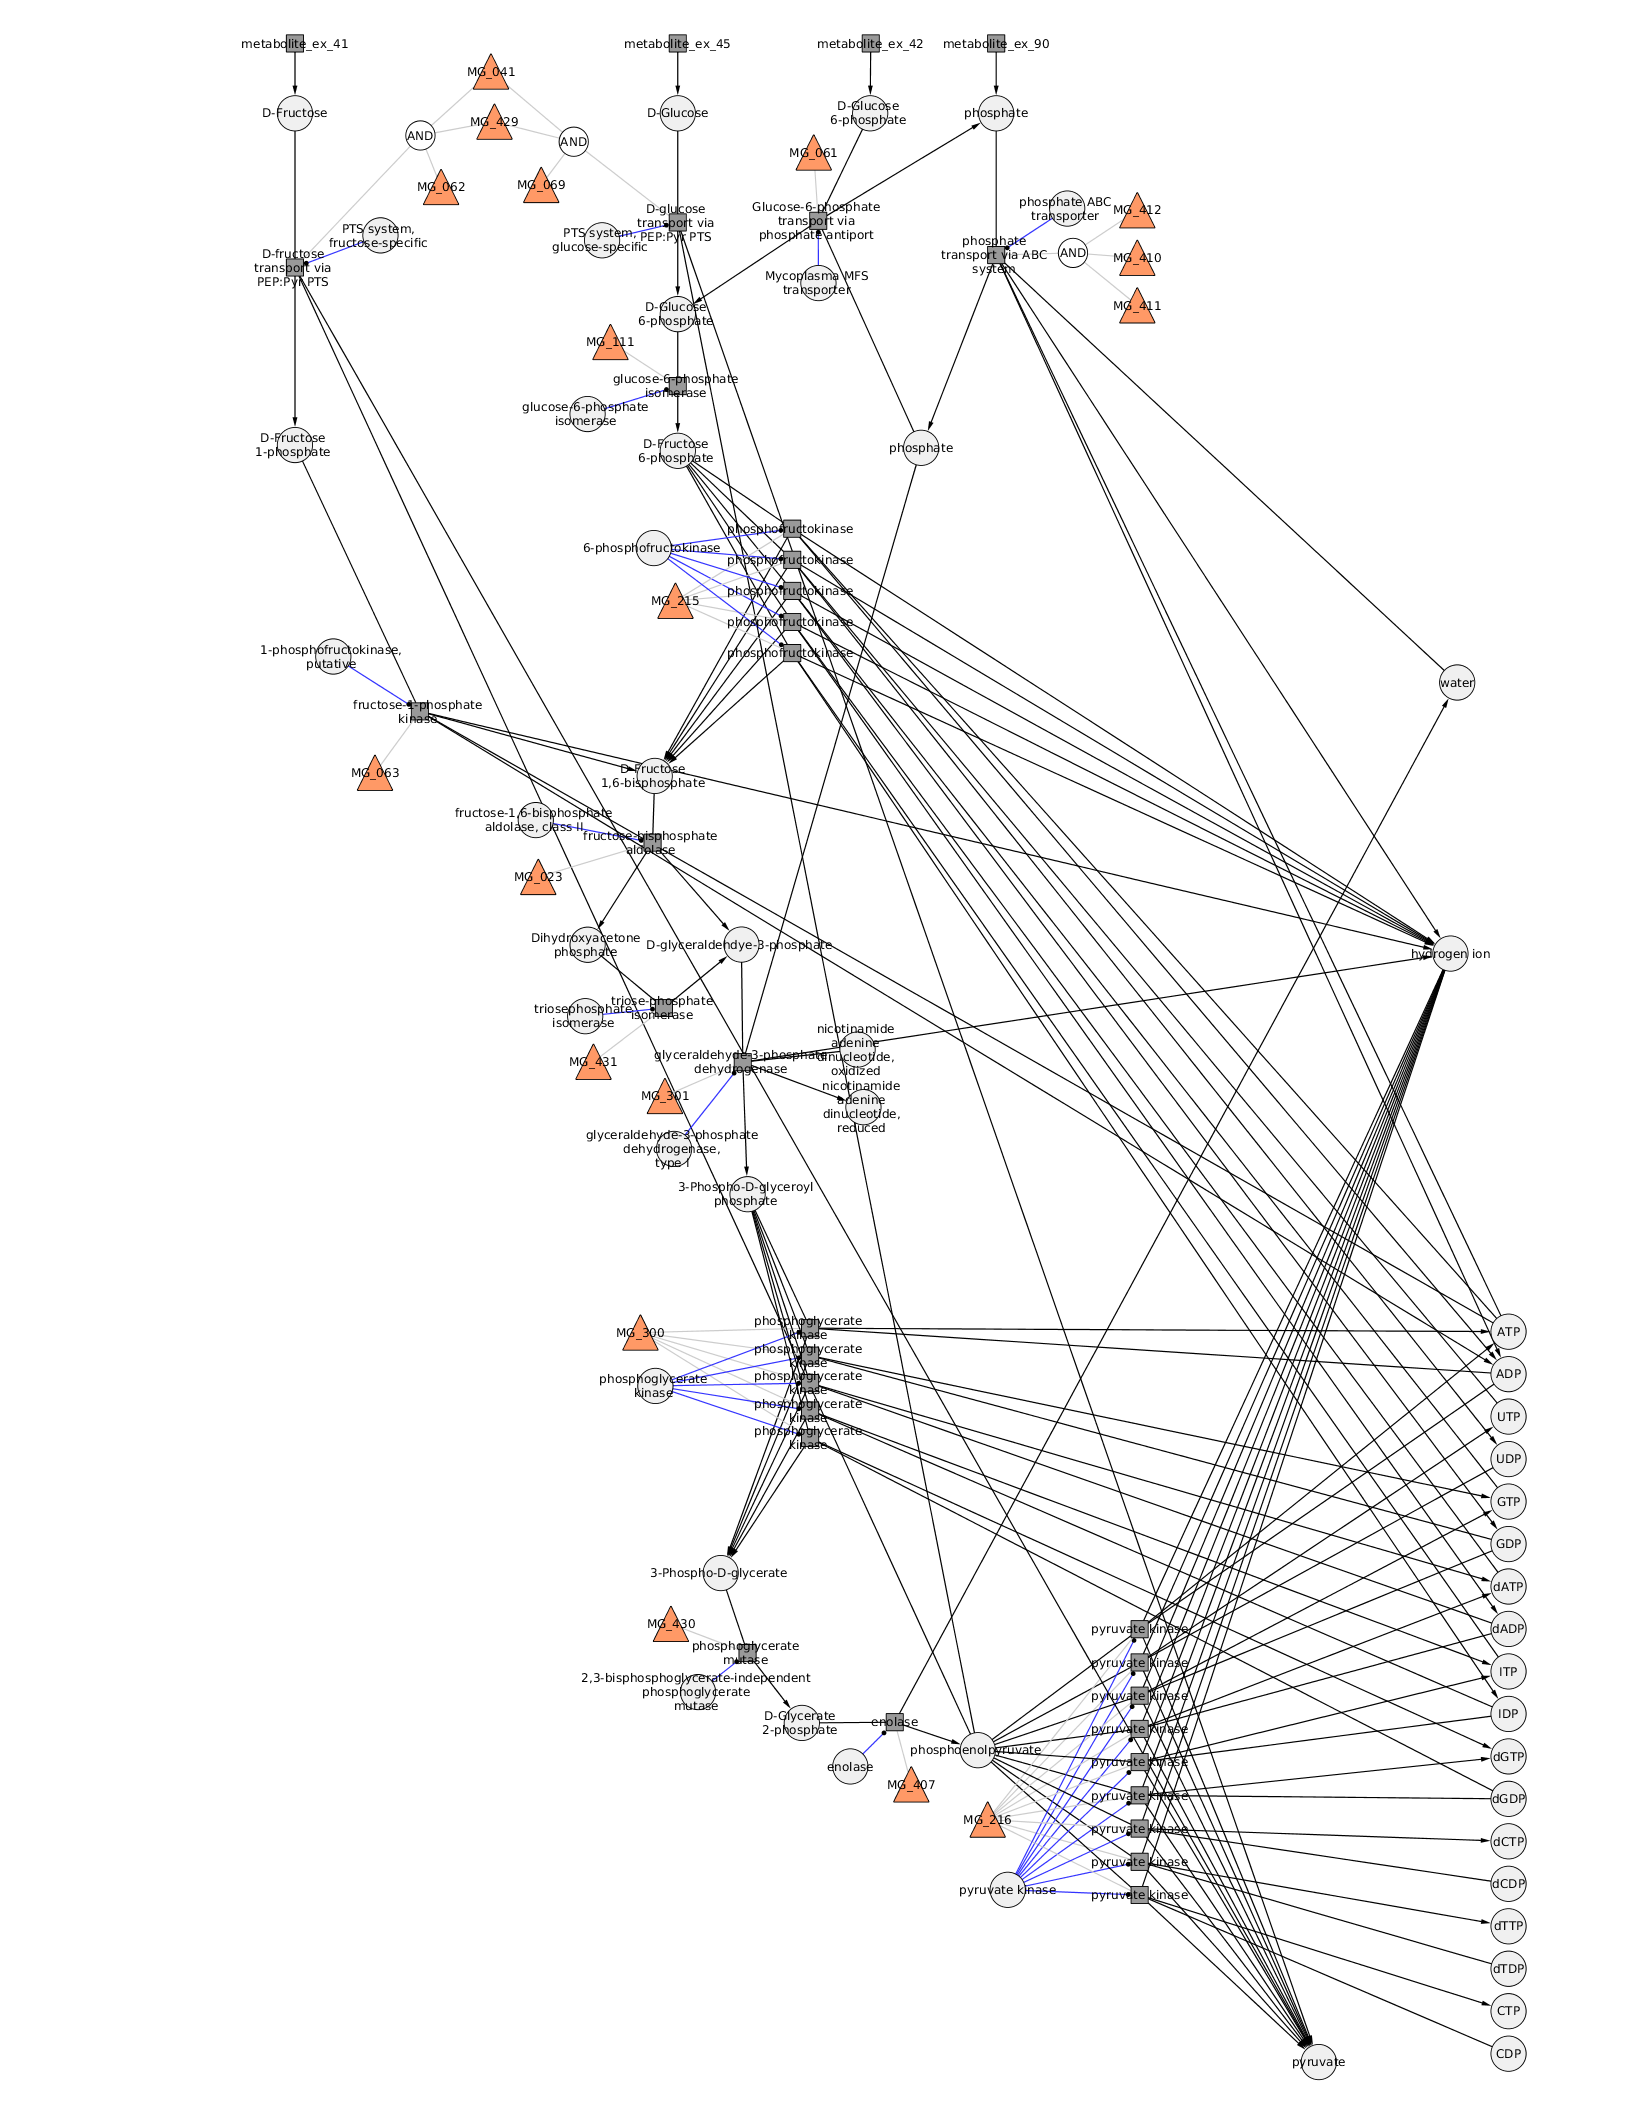 metabolite_ex_41
metabolite_ex_45
metabolite_ex_42
metabolite_ex_90
MG_041
D-Fructose
D-Glucose
D-Glucose
6-phosphate
phosphate
MG_429
AND
AND
MG_061
MG_062
MG_069
PTS system,
fructose-specific
D-glucose
transport via
PEP:Pyr PTS
PTS system,
glucose-specific
Glucose-6-phosphate
transport via
phosphate antiport
phosphate ABC
transporter
MG_412
phosphate
transport via ABC
system
AND
MG_410
MG_411
D-fructose
transport via
PEP:Pyr PTS
Mycoplasma MFS
transporter
D-Glucose
6-phosphate
MG_111
glucose-6-phosphate
isomerase
glucose-6-phosphate
isomerase
D-Fructose
1-phosphate
D-Fructose
6-phosphate
phosphate
phosphofructokinase
6-phosphofructokinase
phosphofructokinase
phosphofructokinase
MG_215
phosphofructokinase
phosphofructokinase
1-phosphofructokinase,
putative
water
fructose-1-phosphate
kinase
MG_063
D-Fructose
1,6-bisphosphate
fructose-1,6-bisphosphate
aldolase, class II
fructose-bisphosphate
aldolase
MG_023
Dihydroxyacetone
phosphate
D-glyceraldehdye-3-phosphate
hydrogen ion
triose-phosphate
isomerase
triosephosphate
isomerase
MG_431
glyceraldehyde-3-phosphate
dehydrogenase
nicotinamide
adenine
dinucleotide,
oxidized
nicotinamide
adenine
dinucleotide,
reduced
MG_301
glyceraldehyde-3-phosphate
dehydrogenase,
type I
3-Phospho-D-glyceroyl
phosphate
MG_300
phosphoglycerate
kinase
phosphoglycerate
kinase
phosphoglycerate
kinase
phosphoglycerate
kinase
phosphoglycerate
kinase
phosphoglycerate
kinase
ATP
ADP
UTP
UDP
GTP
GDP
dATP
dADP
ITP
IDP
dGTP
dGDP
dCTP
dCDP
dTTP
dTDP
CTP
CDP
3-Phospho-D-glycerate
MG_430
phosphoglycerate
mutase
2,3-bisphosphoglycerate-independent
phosphoglycerate
mutase
D-Glycerate
2-phosphate
enolase
enolase
MG_407
phosphoenolpyruvate
pyruvate kinase
pyruvate kinase
pyruvate kinase
pyruvate kinase
pyruvate kinase
pyruvate kinase
pyruvate kinase
pyruvate kinase
pyruvate kinase
MG_216
pyruvate kinase
pyruvate